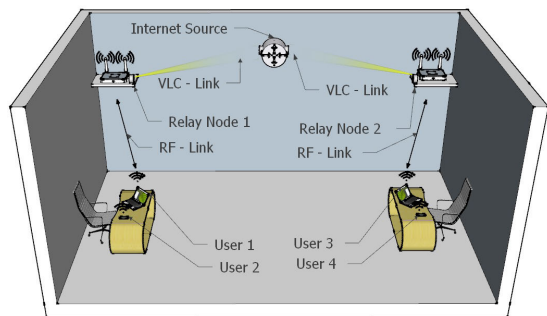 Internet Source
VLC - Link
VLC - Link
Relay Node 1
Relay Node 2
RF - Link
RF - Link
User 1
User 3
User 2
User 4